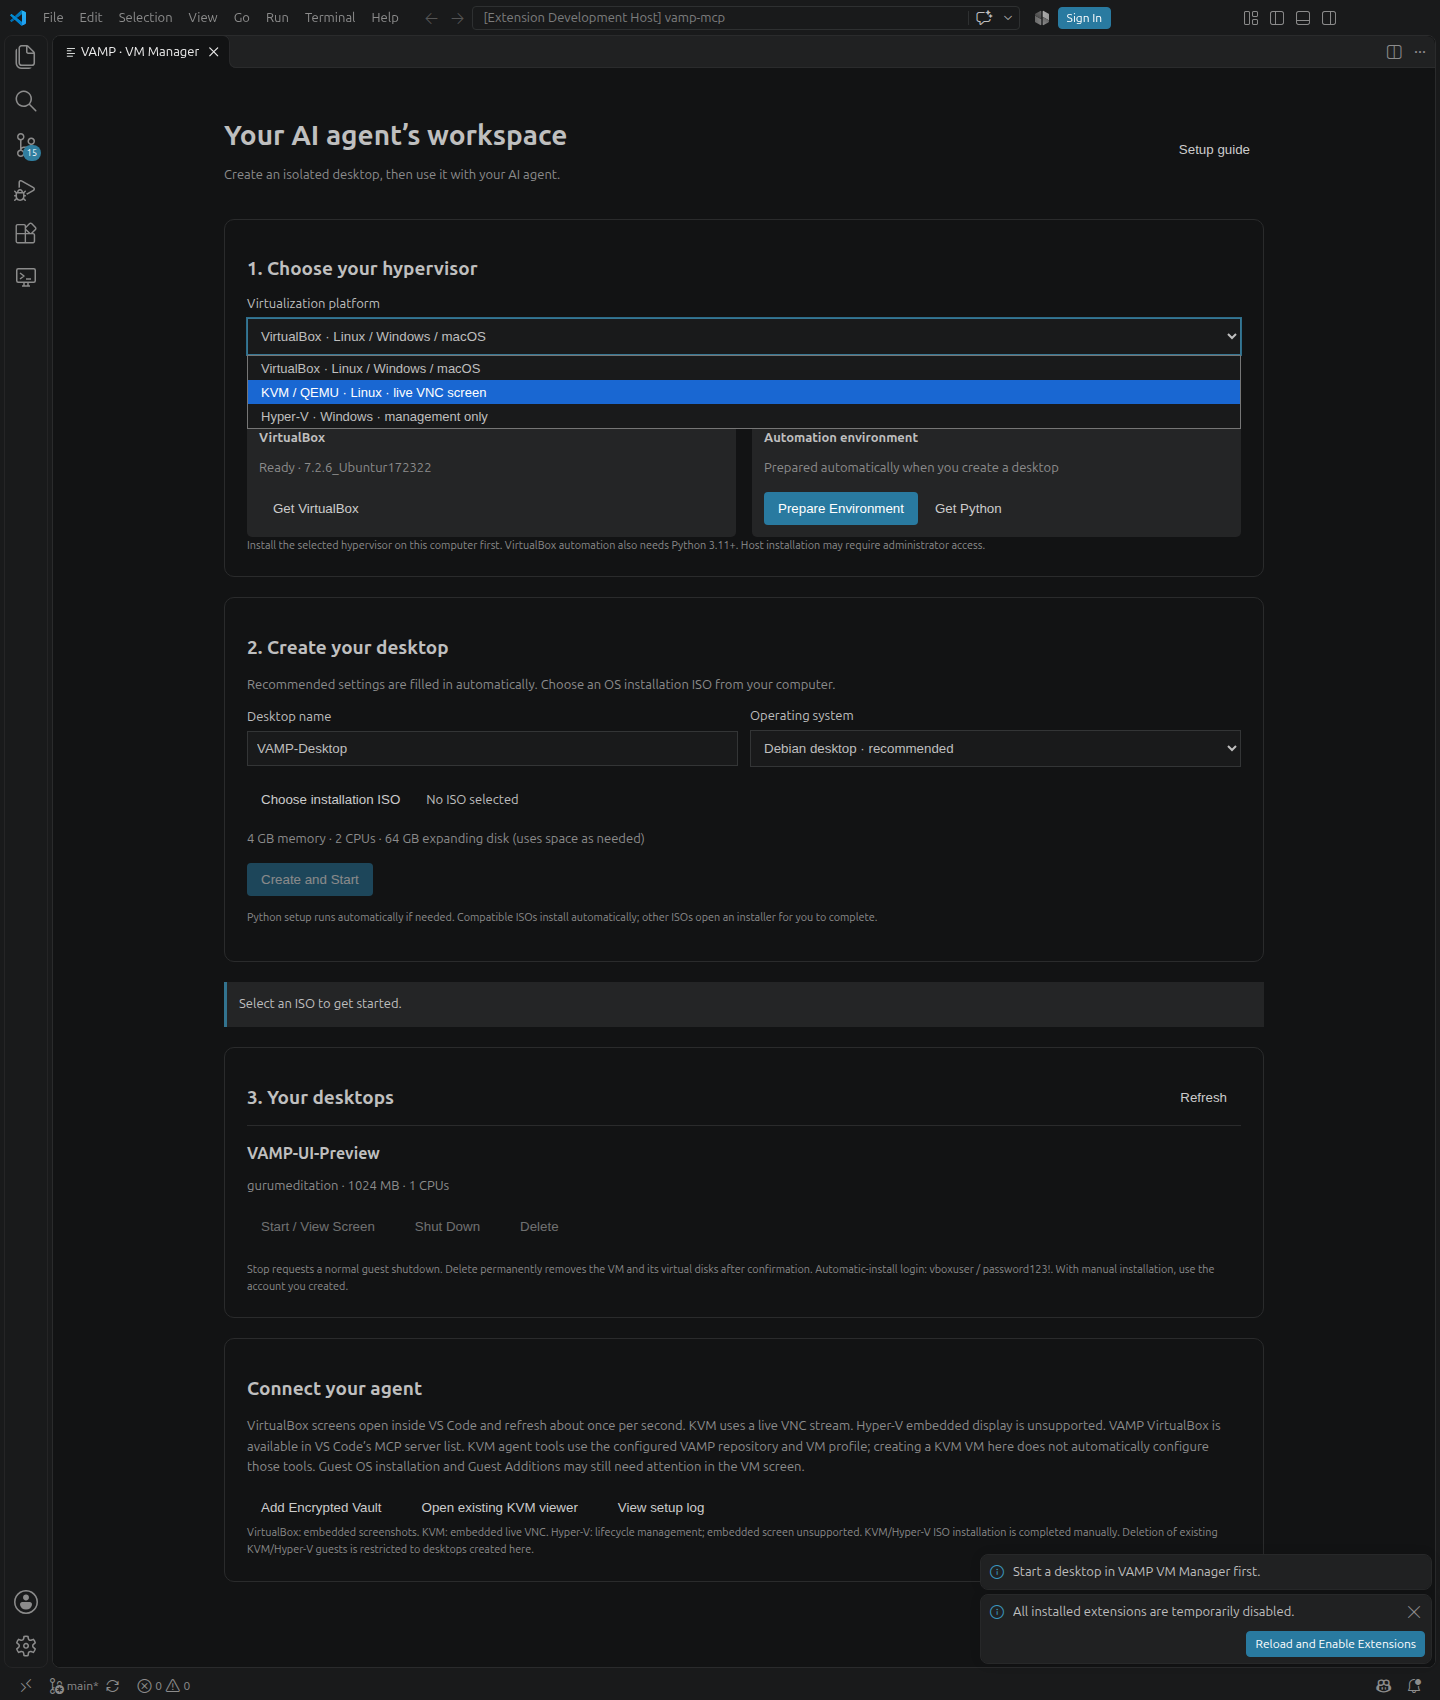 File Edit Selection View Go Run Terminal Help
[Extension Development Host] vamp-mcp
Sign In
VAMP · VM Manager
15
Your AI agent’s workspace
Setup guide
Create an isolated desktop, then use it with your AI agent.
1. Choose your hypervisor
Virtualization platform
VirtualBox · Linux / Windows / macOS
VirtualBox · Linux / Windows / macOS
KVM / QEMU · Linux · live VNC screen
Hyper-V · Windows · management only
VirtualBox
Ready · 7.2.6_Ubuntur172322
Get VirtualBox
Automation environment
Prepared automatically when you create a desktop
Prepare Environment Get Python
Install the selected hypervisor on this computer first. VirtualBox automation also needs Python 3.11+. Host installation may require administrator access.
2. Create your desktop
Recommended settings are filled in automatically. Choose an OS installation ISO from your computer.
Desktop name
VAMP-Desktop
Operating system
Debian desktop · recommended
Choose installation ISO No ISO selected
4 GB memory · 2 CPUs · 64 GB expanding disk (uses space as needed)
Create and Start
Python setup runs automatically if needed. Compatible ISOs install automatically; other ISOs open an installer for you to complete.
Select an ISO to get started.
3. Your desktops
Refresh
VAMP-UI-Preview
gurumeditation · 1024 MB · 1 CPUs
Start / View Screen Shut Down Delete
Stop requests a normal guest shutdown. Delete permanently removes the VM and its virtual disks after confirmation. Automatic-install login: vboxuser / password123!. With manual installation, use the
account you created.
Connect your agent
VirtualBox screens open inside VS Code and refresh about once per second. KVM uses a live VNC stream. Hyper-V embedded display is unsupported. VAMP VirtualBox is
available in VS Code’s MCP server list. KVM agent tools use the configured VAMP repository and VM profile; creating a KVM VM here does not automatically configure
those tools. Guest OS installation and Guest Additions may still need attention in the VM screen.
Add Encrypted Vault Open existing KVM viewer View setup log
VirtualBox: embedded screenshots. KVM: embedded live VNC. Hyper-V: lifecycle management; embedded screen unsupported. KVM/Hyper-V ISO installation is completed manually. Deletion of existing
KVM/Hyper-V guests is restricted to desktops created here.
Start a desktop in VAMP VM Manager first.
All installed extensions are temporarily disabled.
Reload and Enable Extensions
main* 0 0